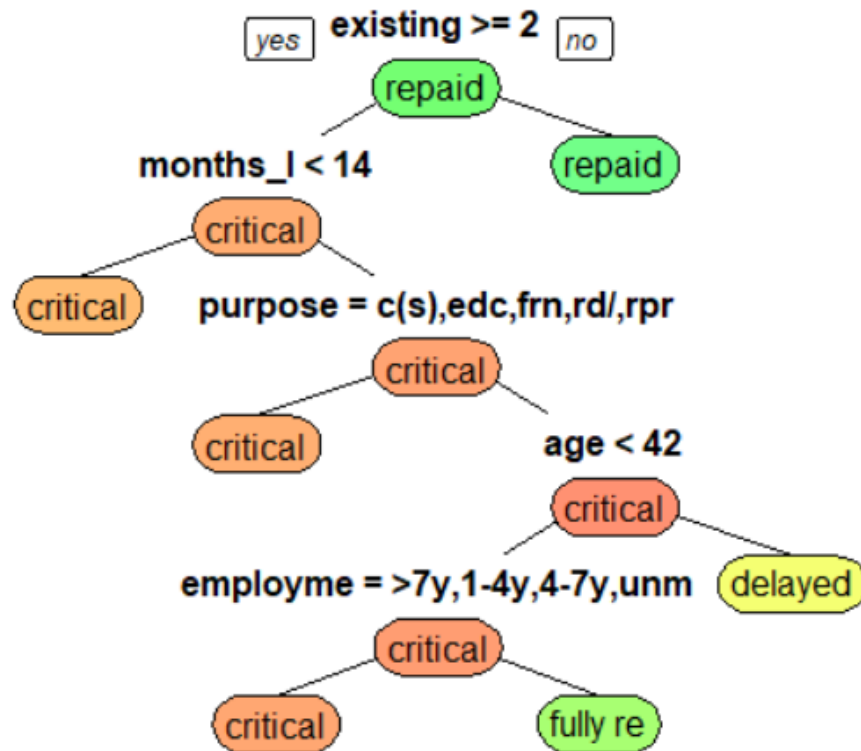 yes existing >= 2 no
repaid
months_l < 14 repaid
critical
critical purpose = c(s),edc,frn,rd/,rpr
critical
critical age < 42
critical
employme = >7y,1-4y,4-7y,unm delayed
critical
critical fully re